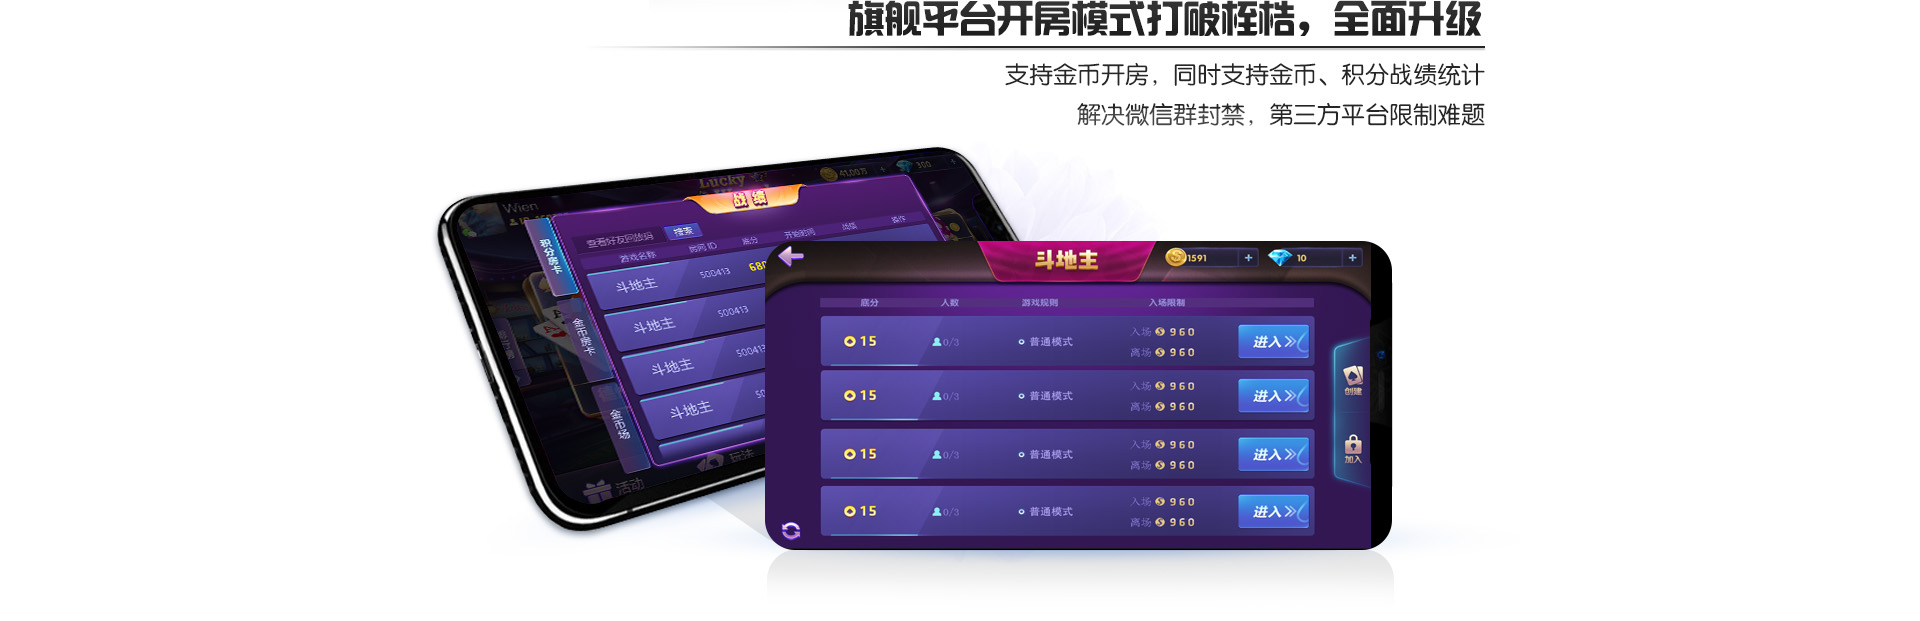 旗舰平台开房模式打破桎梏，全面升级
支持金币开房，同时支持金币、积分战绩统计
解决微信群封禁，第三方平台限制难题
Lucky
41.00万 +
300 +
Wien
战绩
查看好友回放码
搜索
游戏名称 房间ID 底分 开始时间 战绩 操作
积分房卡
金币房卡
金币场
斗地主 500413 680
斗地主 500413
斗地主 500413
斗地主
活动
玩法
斗地主
1591 +
10 +
底分 人数 游戏规则 入场限制
15 0/3 普通模式 入场 960 进入
离场 960
15 0/3 普通模式 入场 960 进入
离场 960
15 0/3 普通模式 入场 960 进入
离场 960
15 0/3 普通模式 入场 960 进入
离场 960
创建
加入